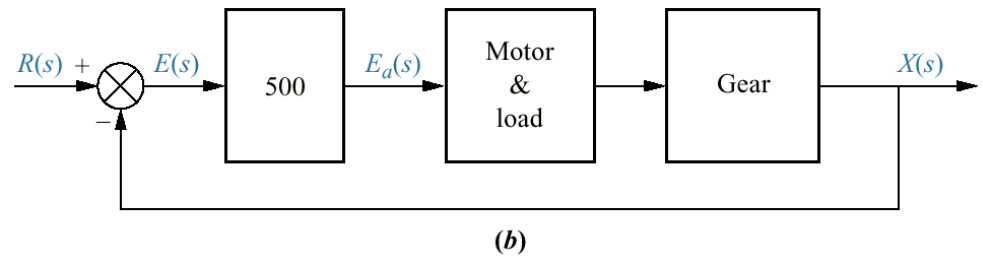 R(s) + E(s) 500 Eₐ(s) Motor & load Gear X(s)
−
(b)